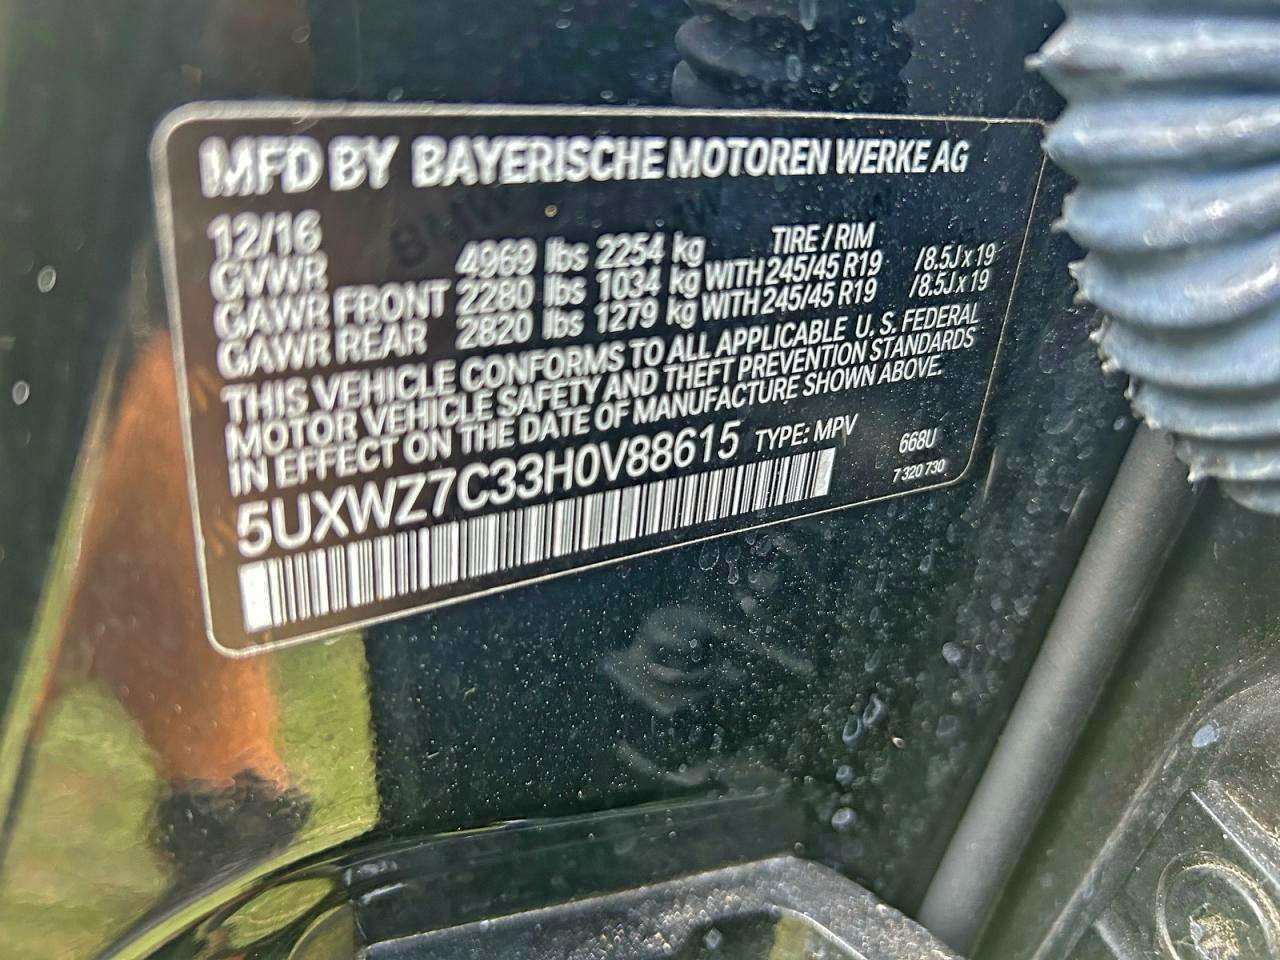 MFD BY BAYERISCHE MOTOREN WERKE AG
12/16 TIRE / RIM
GVWR 4969 lbs 2254 kg
GAWR FRONT 2280 lbs 1034 kg WITH 245/45 R19 /8.5J x 19
GAWR REAR 2820 lbs 1279 kg WITH 245/45 R19 /8.5J x 19
THIS VEHICLE CONFORMS TO ALL APPLICABLE U. S. FEDERAL
MOTOR VEHICLE SAFETY AND THEFT PREVENTION STANDARDS
IN EFFECT ON THE DATE OF MANUFACTURE SHOWN ABOVE.
5UXWZ7C33H0V88615 TYPE: MPV 668U
7 320 730